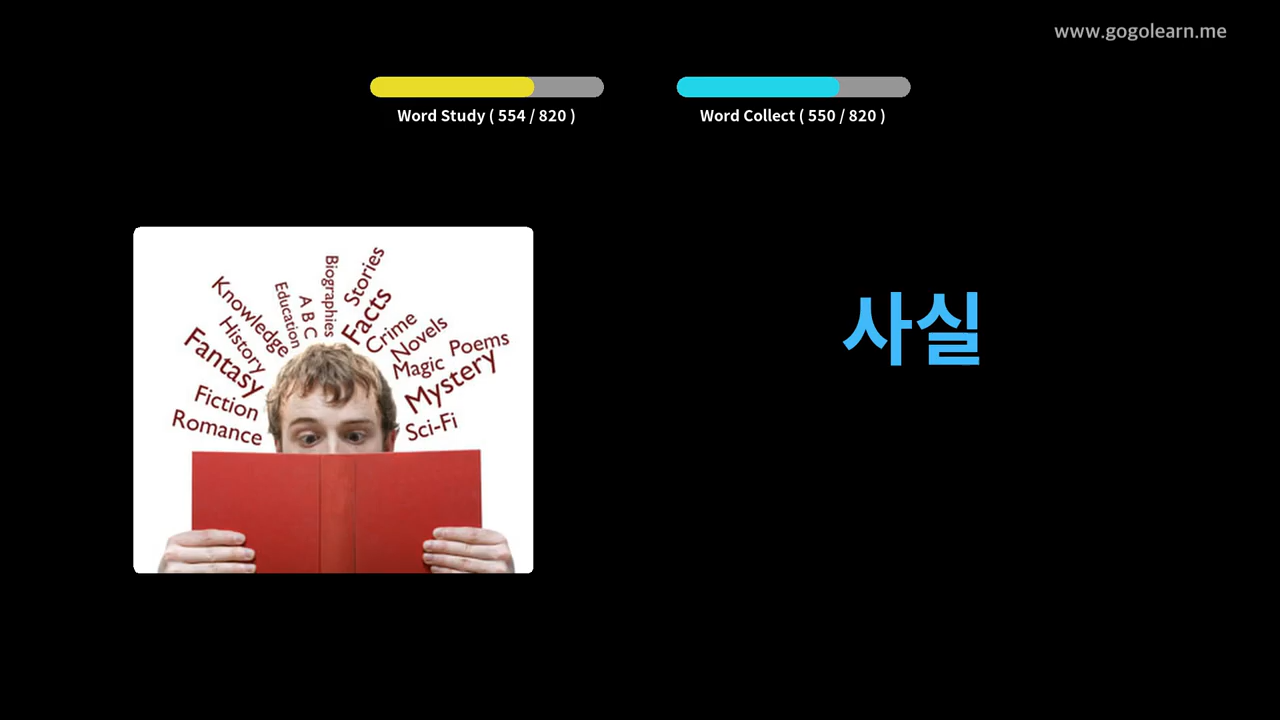 www.gogolearn.me
Word Study ( 554 / 820 )
Word Collect ( 550 / 820 )
Romance
Fiction
Fantasy
History
Knowledge
Education
A B C
Biographies
Stories
Facts
Crime
Novels
Magic
Poems
Mystery
Sci-Fi
사실